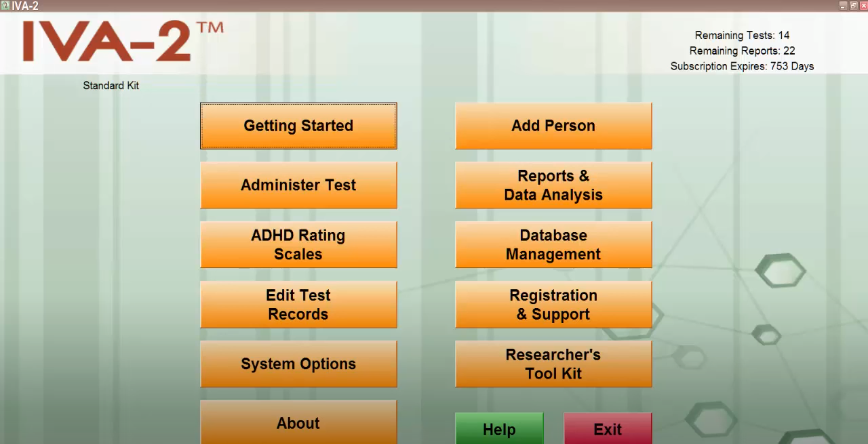 IVA-2
IVA-2™
Remaining Tests: 14
Remaining Reports: 22
Subscription Expires: 753 Days
Standard Kit
Getting Started
Add Person
Administer Test
Reports &
Data Analysis
ADHD Rating
Scales
Database
Management
Edit Test
Records
Registration
& Support
System Options
Researcher's
Tool Kit
About
Help
Exit